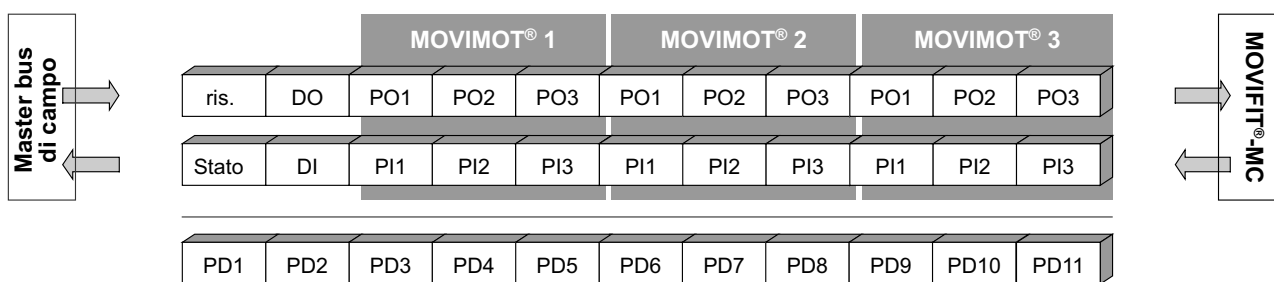 Master bus
di campo
MOVIMOT® 1 MOVIMOT® 2 MOVIMOT® 3
ris. DO PO1 PO2 PO3 PO1 PO2 PO3 PO1 PO2 PO3
Stato DI PI1 PI2 PI3 PI1 PI2 PI3 PI1 PI2 PI3
PD1 PD2 PD3 PD4 PD5 PD6 PD7 PD8 PD9 PD10 PD11
MOVIFIT®-MC